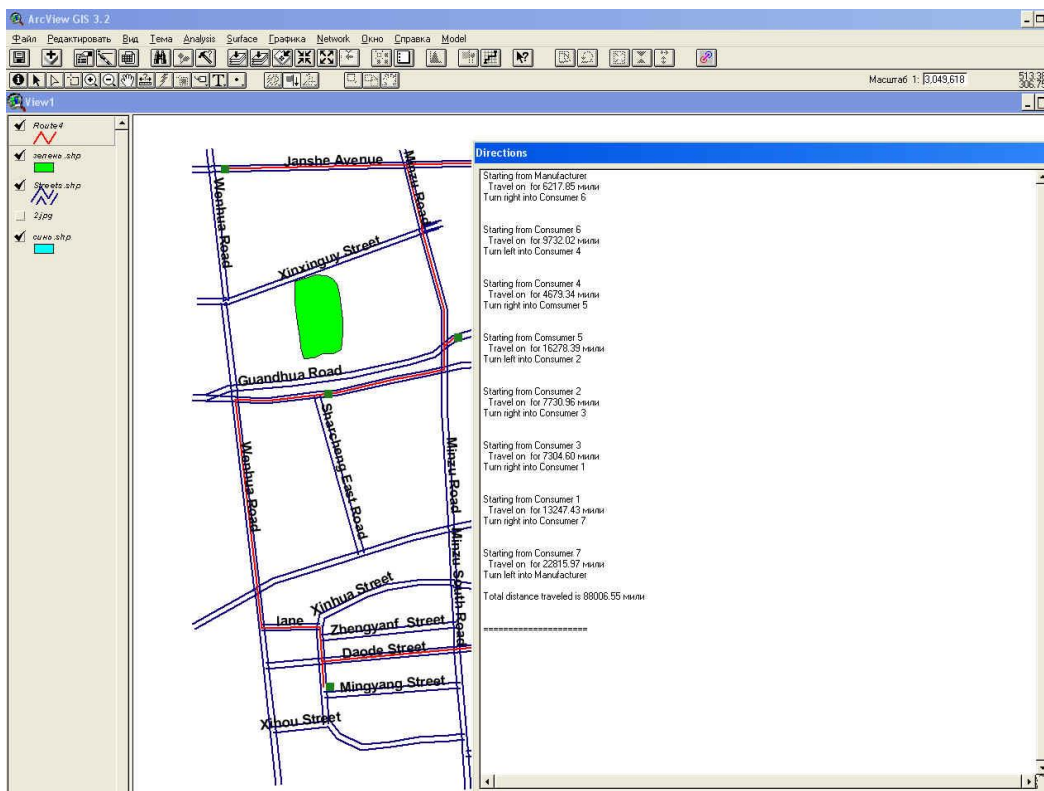 ArcView GIS 3.2
Файл Редактировать Вид Тема Analysis Surface Графика Network Окно Справка Model
Масштаб 1: 3,049,618
View1
Route4
зелень.shp
Streets.shp
2.jpg
сине.shp
Janshe Avenue
Minzu Road
Wenhua Road
Xinxinguy Street
Guandhua Road
Sharcheng East Road
Wenhua Road
Minzu Road
Minzu South Road
Xinhua Street
lane
Zhengyanf Street
Daode Street
Mingyang Street
Xihou Street
Directions
Starting from Manufacturer
Travel on for 6217.85 мили
Turn right into Consumer 6
Starting from Consumer 6
Travel on for 9732.02 мили
Turn left into Consumer 4
Starting from Consumer 4
Travel on for 4679.34 мили
Turn right into Comsumer 5
Starting from Comsumer 5
Travel on for 16278.39 мили
Turn left into Consumer 2
Starting from Consumer 2
Travel on for 7730.96 мили
Turn right into Consumer 3
Starting from Consumer 3
Travel on for 7304.60 мили
Turn right into Consumer 1
Starting from Consumer 1
Travel on for 13247.43 мили
Turn right into Consumer 7
Starting from Consumer 7
Travel on for 22815.97 мили
Turn left into Manufacturer
Total distance traveled is 88006.55 мили
====================